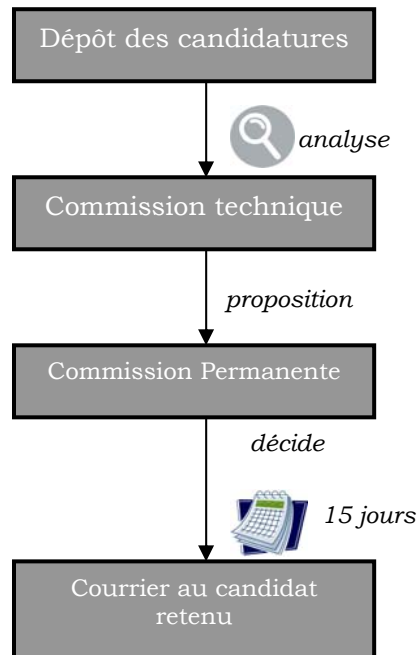 Dépôt des candidatures
analyse
Commission technique
proposition
Commission Permanente
décide
15 jours
Courrier au candidat
retenu